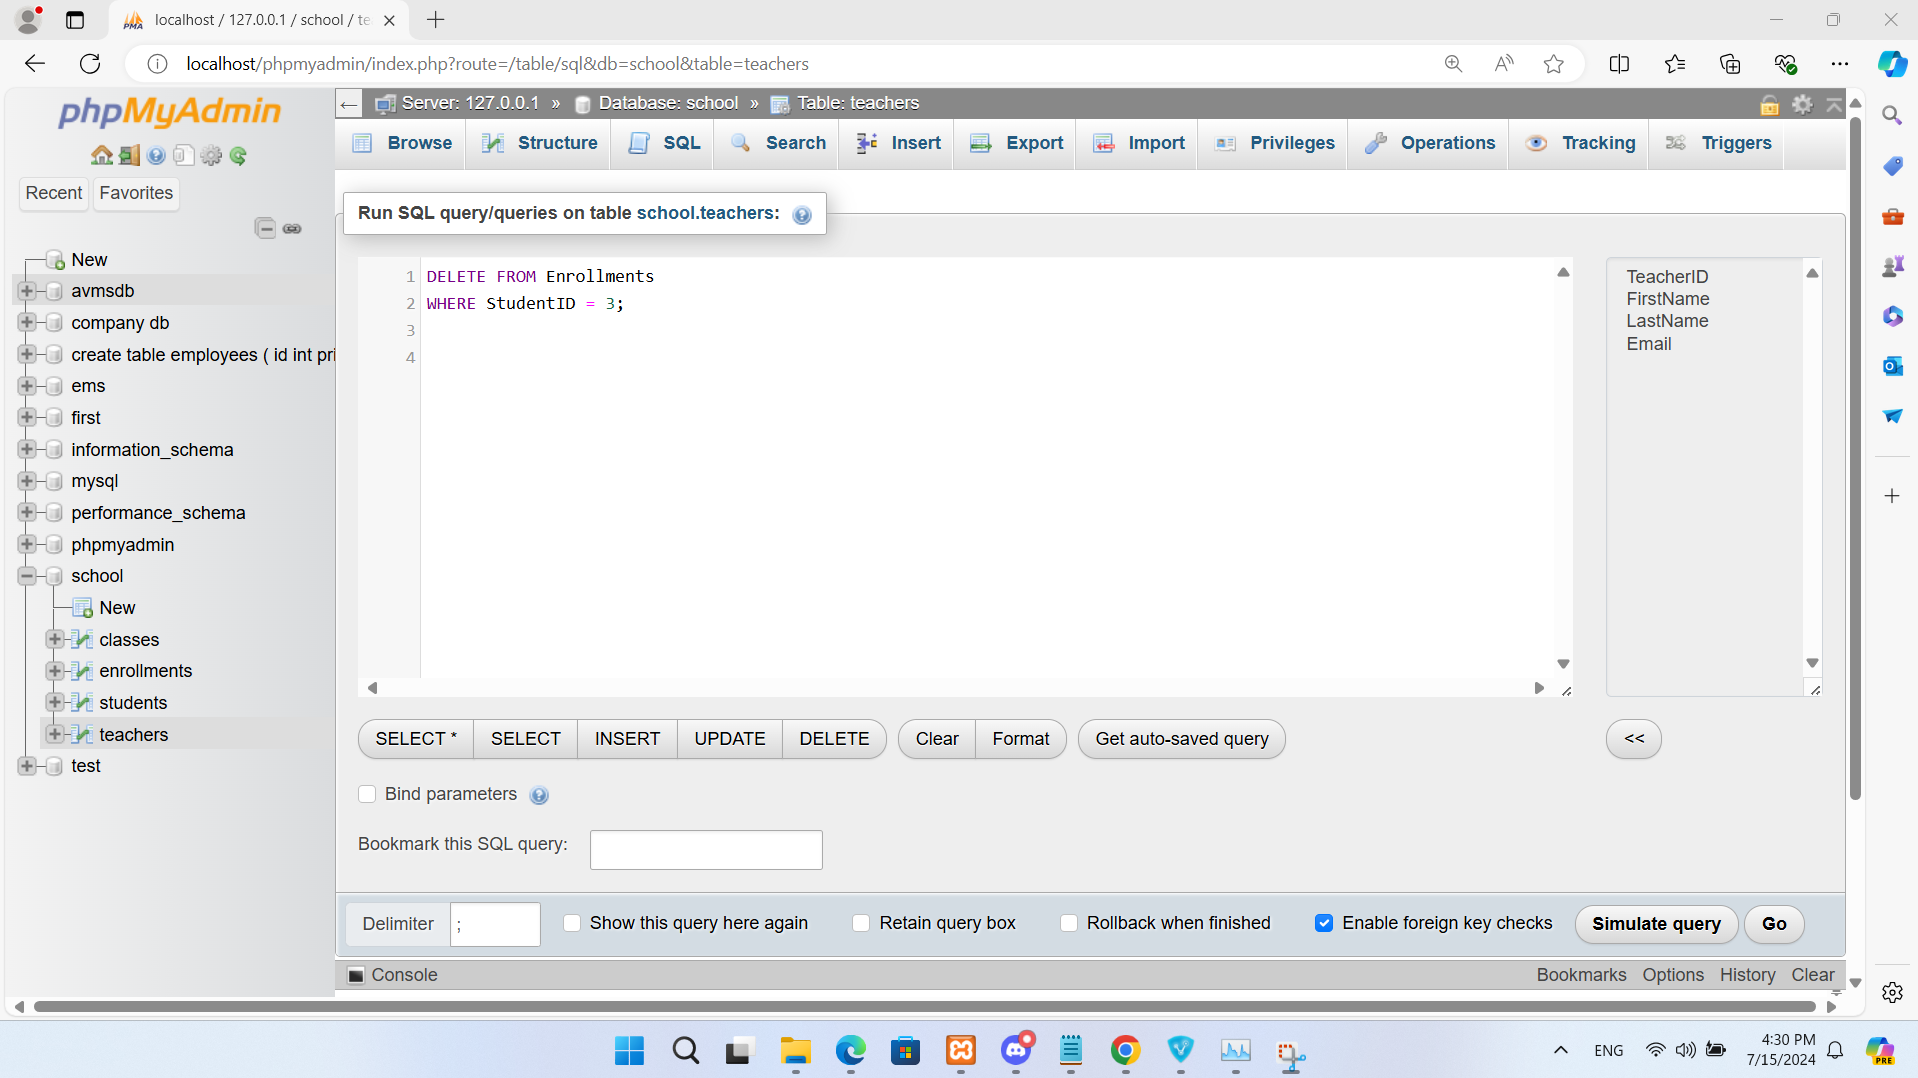 localhost / 127.0.0.1 / school / te
localhost/phpmyadmin/index.php?route=/table/sql&db=school&table=teachers
phpMyAdmin
Recent
Favorites
New
avmsdb
company db
create table employees ( id int pri
ems
first
information_schema
mysql
performance_schema
phpmyadmin
school
New
classes
enrollments
students
teachers
test
Server: 127.0.0.1 » Database: school » Table: teachers
Browse
Structure
SQL
Search
Insert
Export
Import
Privileges
Operations
Tracking
Triggers
Run SQL query/queries on table school.teachers:
1 DELETE FROM Enrollments
2 WHERE StudentID = 3;
3
4
TeacherID
FirstName
LastName
Email
SELECT *
SELECT
INSERT
UPDATE
DELETE
Clear
Format
Get auto-saved query
<<
Bind parameters
Bookmark this SQL query:
Delimiter
;
Show this query here again
Retain query box
Rollback when finished
Enable foreign key checks
Simulate query
Go
Console
Bookmarks
Options
History
Clear
ENG
4:30 PM
7/15/2024
PRE